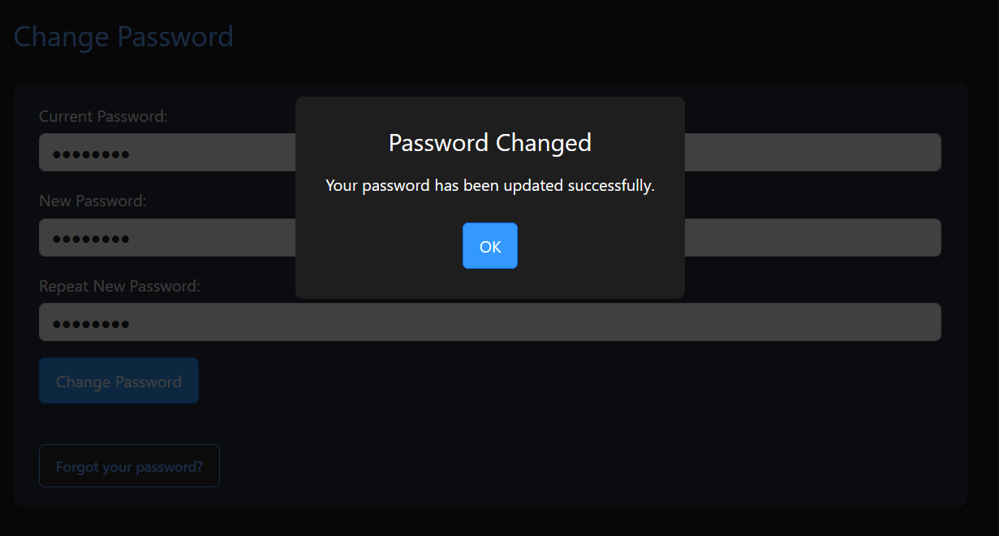 Change Password
Current Password:
••••••••
New Password:
••••••••
Repeat New Password:
••••••••
Change Password
Forgot your password?
Password Changed
Your password has been updated successfully.
OK